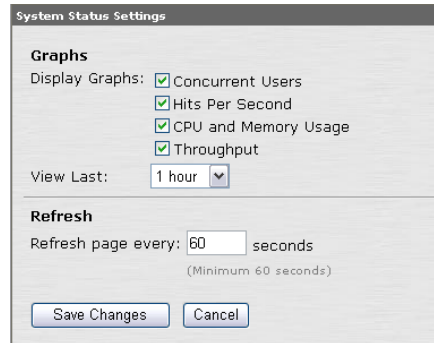 System Status Settings
Graphs
Display Graphs: Concurrent Users
Hits Per Second
CPU and Memory Usage
Throughput
View Last: 1 hour
Refresh
Refresh page every: 60 seconds
(Minimum 60 seconds)
Save Changes Cancel